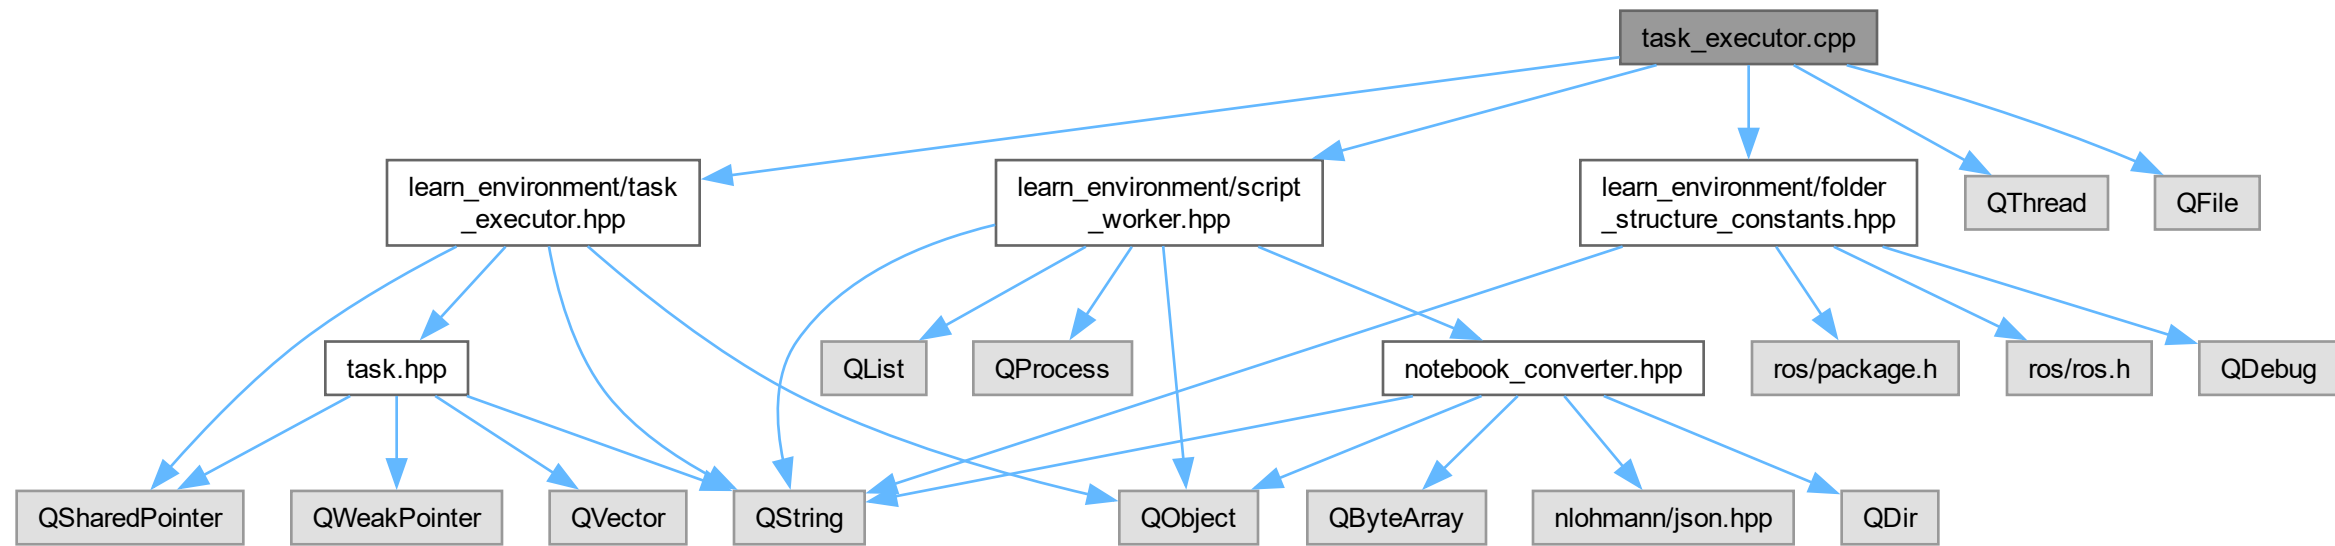 task_executor.cpp
learn_environment/task
_executor.hpp
learn_environment/script
_worker.hpp
learn_environment/folder
_structure_constants.hpp
QThread
QFile
task.hpp
QList
QProcess
notebook_converter.hpp
ros/package.h
ros/ros.h
QDebug
QSharedPointer
QWeakPointer
QVector
QString
QObject
QByteArray
nlohmann/json.hpp
QDir